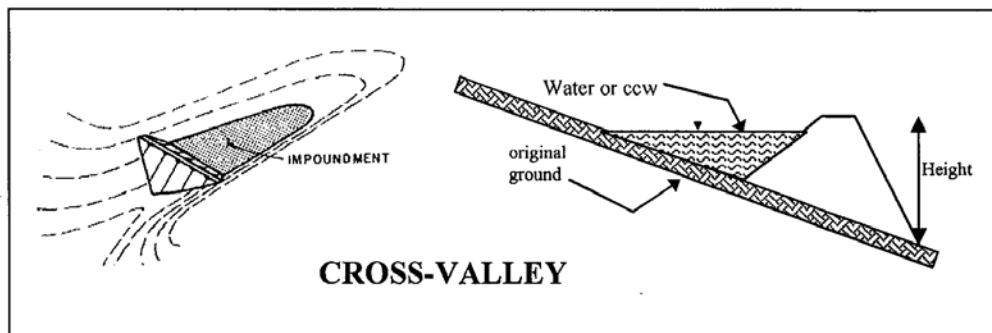 Water or ccw
IMPOUNDMENT
original
ground
Height
CROSS-VALLEY